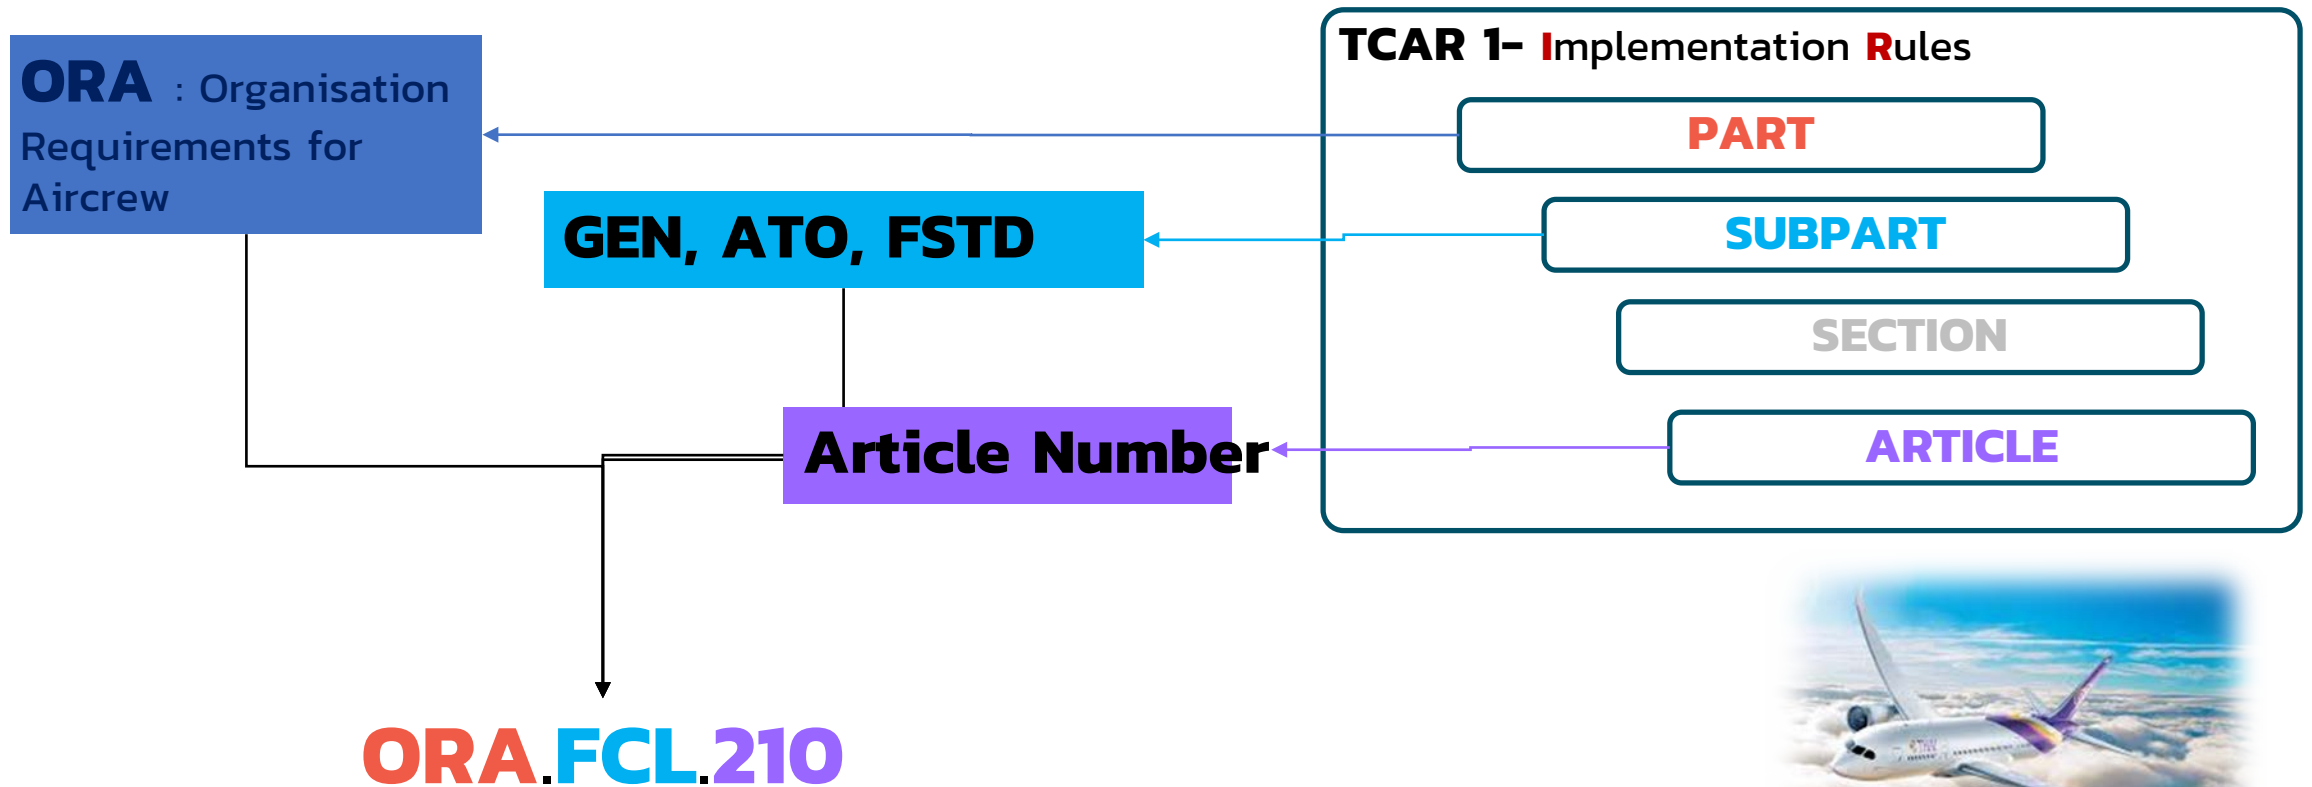 TCAR 1- Implementation Rules
ORA : Organisation
Requirements for
Aircrew
PART
GEN, ATO, FSTD
SUBPART
SECTION
Article Number
ARTICLE
ORA.FCL.210
THAI